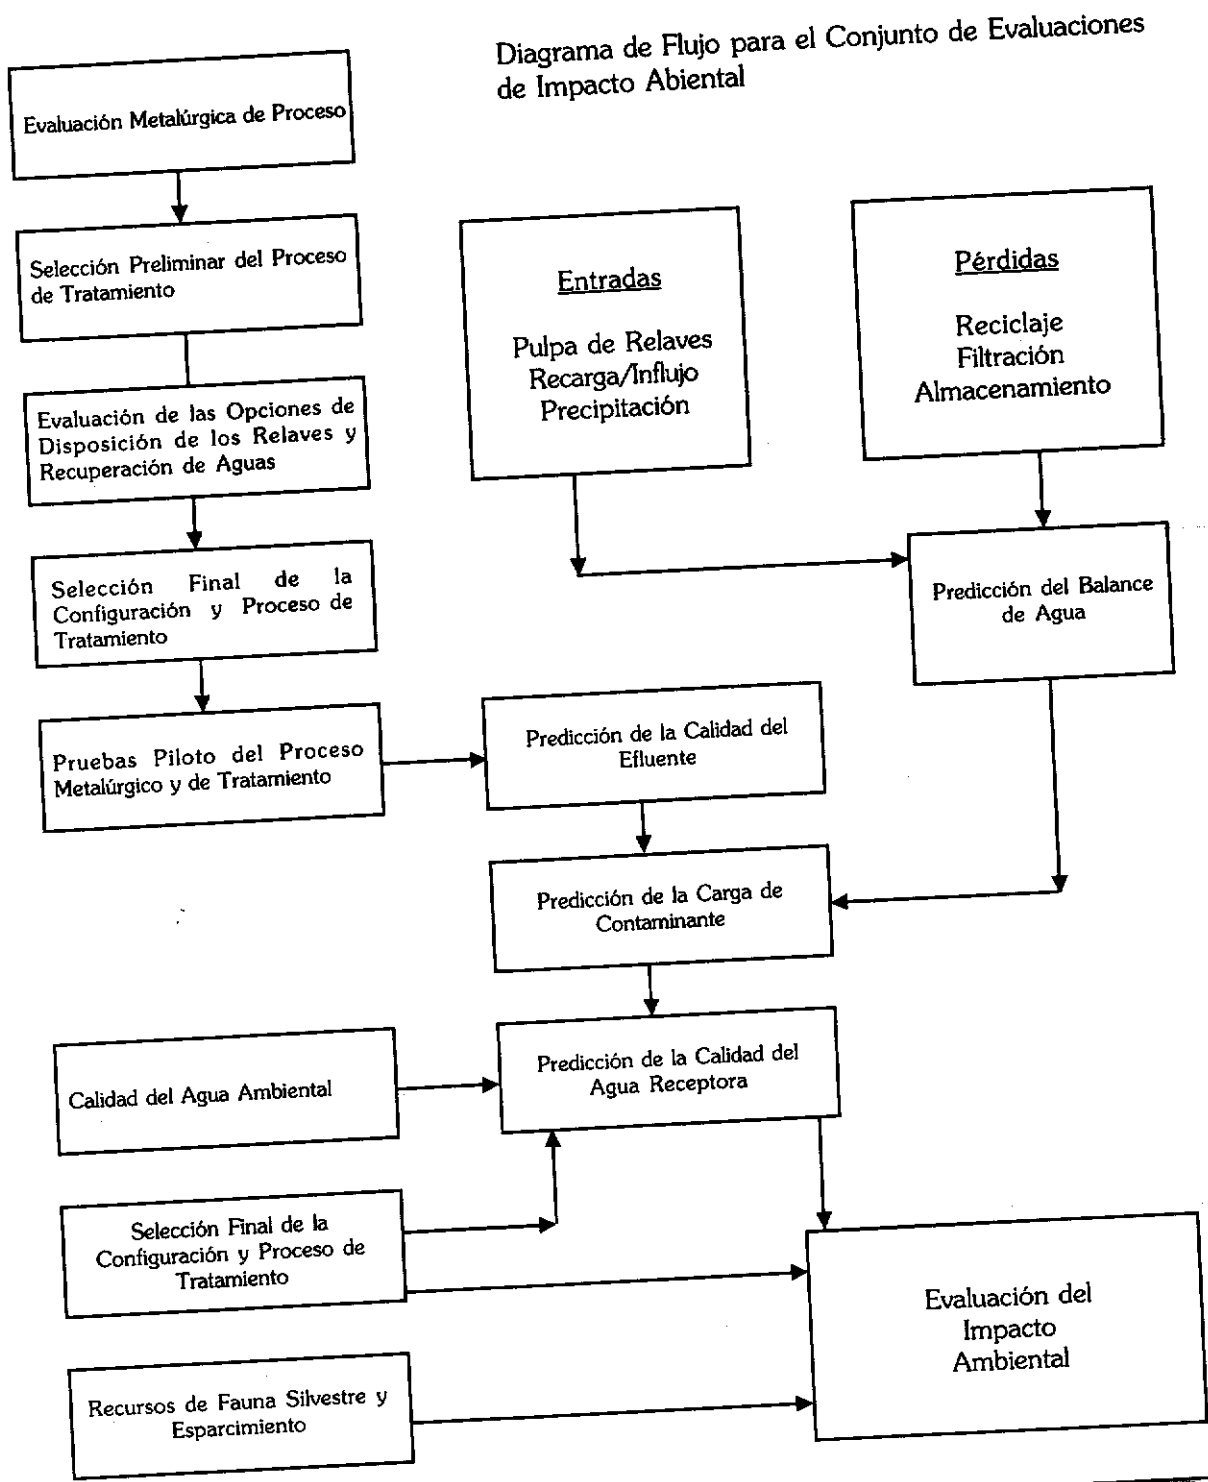 Diagrama de Flujo para el Conjunto de Evaluaciones
de Impacto Abiental
Evaluación Metalúrgica de Proceso
Selección Preliminar del Proceso
de Tratamiento
Evaluación de las Opciones de
Disposición de los Relaves y
Recuperación de Aguas
Selección Final de la
Configuración y Proceso de
Tratamiento
Pruebas Piloto del Proceso
Metalúrgico y de Tratamiento
Entradas
Pulpa de Relaves
Recarga/Influjo
Precipitación
Pérdidas
Reciclaje
Filtración
Almacenamiento
Predicción del Balance
de Agua
Predicción de la Calidad del
Efluente
Predicción de la Carga de
Contaminante
Predicción de la Calidad del
Agua Receptora
Calidad del Agua Ambiental
Selección Final de la
Configuración y Proceso de
Tratamiento
Recursos de Fauna Silvestre y
Esparcimiento
Evaluación del
Impacto
Ambiental